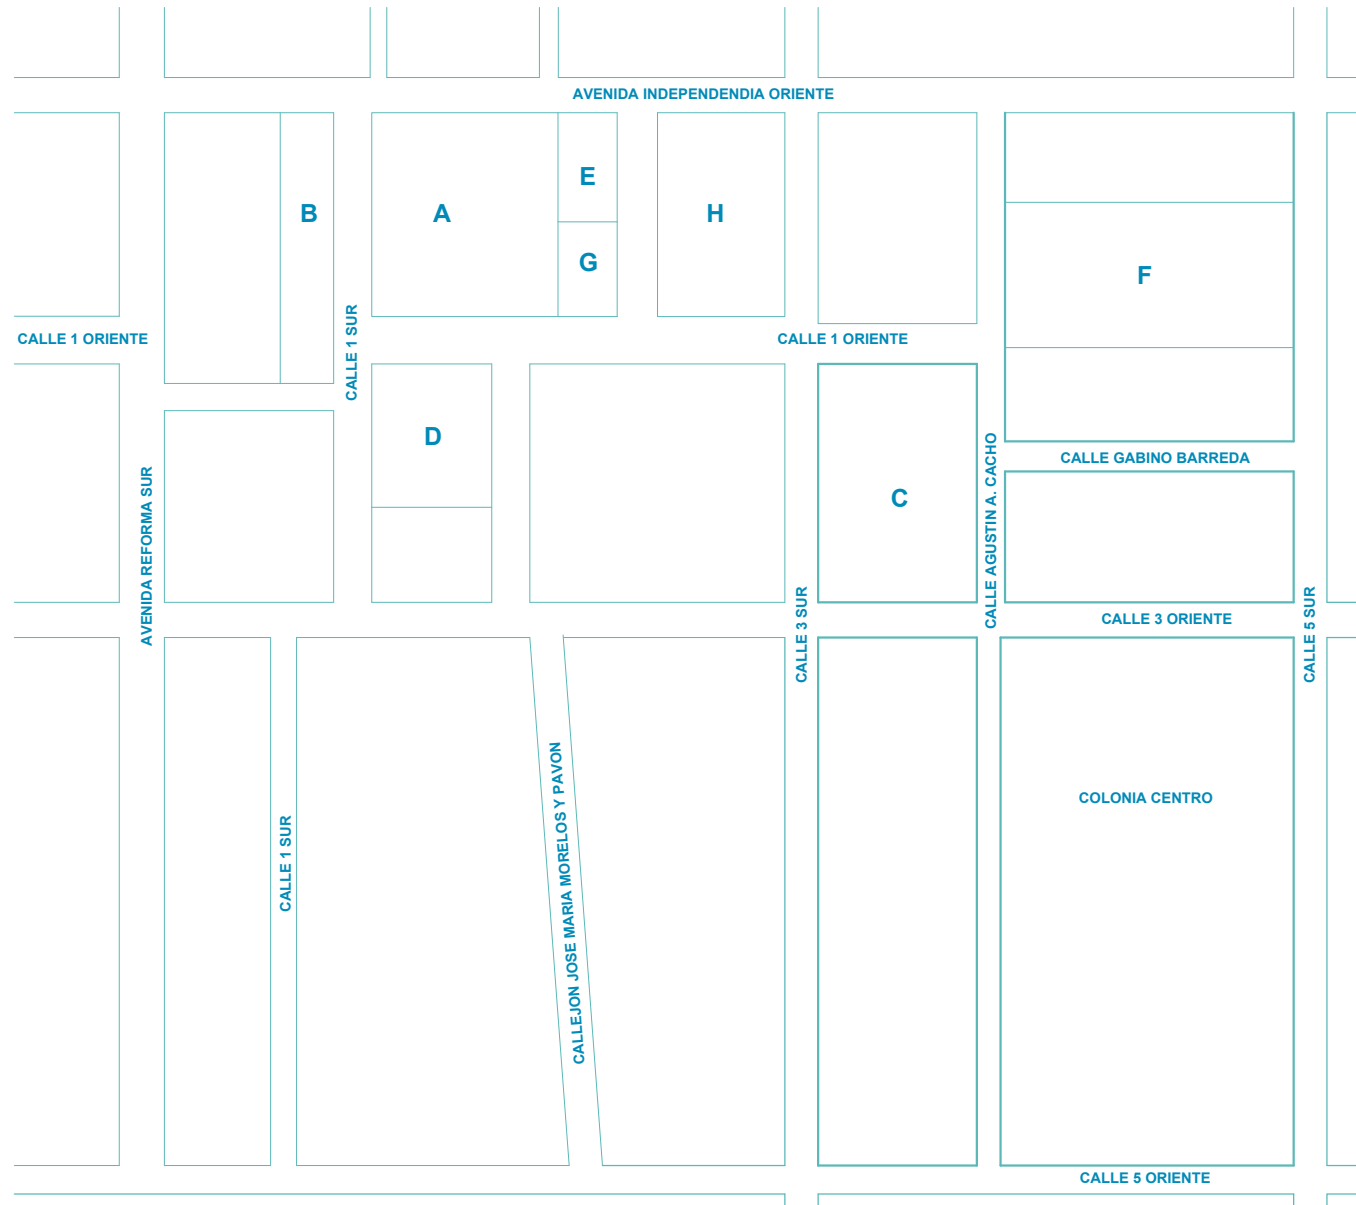 AVENIDA INDEPENDENDIA ORIENTE
E
B
A
H
G
F
CALLE 1 ORIENTE
CALLE 1 SUR
CALLE 1 ORIENTE
D
CALLE GABINO BARREDA
C
CALLE AGUSTIN A. CACHO
AVENIDA REFORMA SUR
CALLE 3 SUR
CALLE 3 ORIENTE
CALLE 5 SUR
COLONIA CENTRO
CALLE 1 SUR
CALLEJON JOSE MARIA MORELOS Y PAVON
CALLE 5 ORIENTE